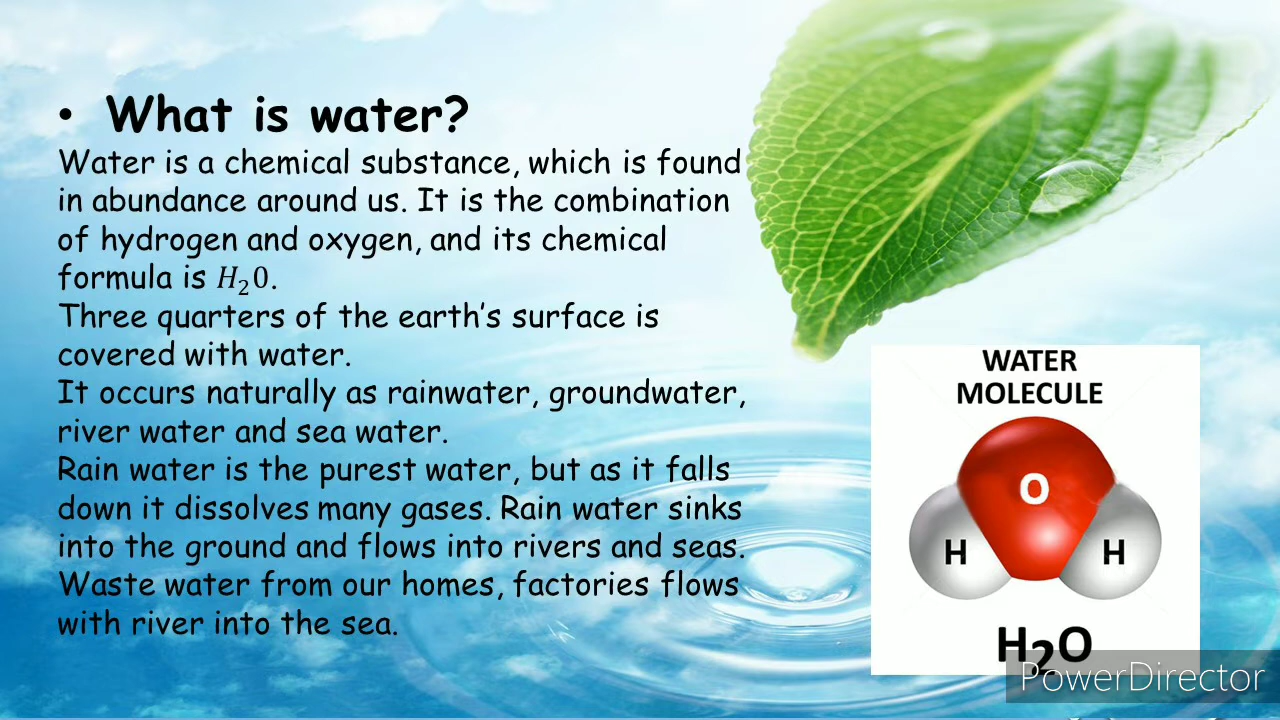 • What is water?
Water is a chemical substance, which is found
in abundance around us. It is the combination
of hydrogen and oxygen, and its chemical
formula is H₂0.
Three quarters of the earth’s surface is
covered with water.
It occurs naturally as rainwater, groundwater,
river water and sea water.
Rain water is the purest water, but as it falls
down it dissolves many gases. Rain water sinks
into the ground and flows into rivers and seas.
Waste water from our homes, factories flows
with river into the sea.
WATER
MOLECULE
O
H H
H₂O
PowerDirector